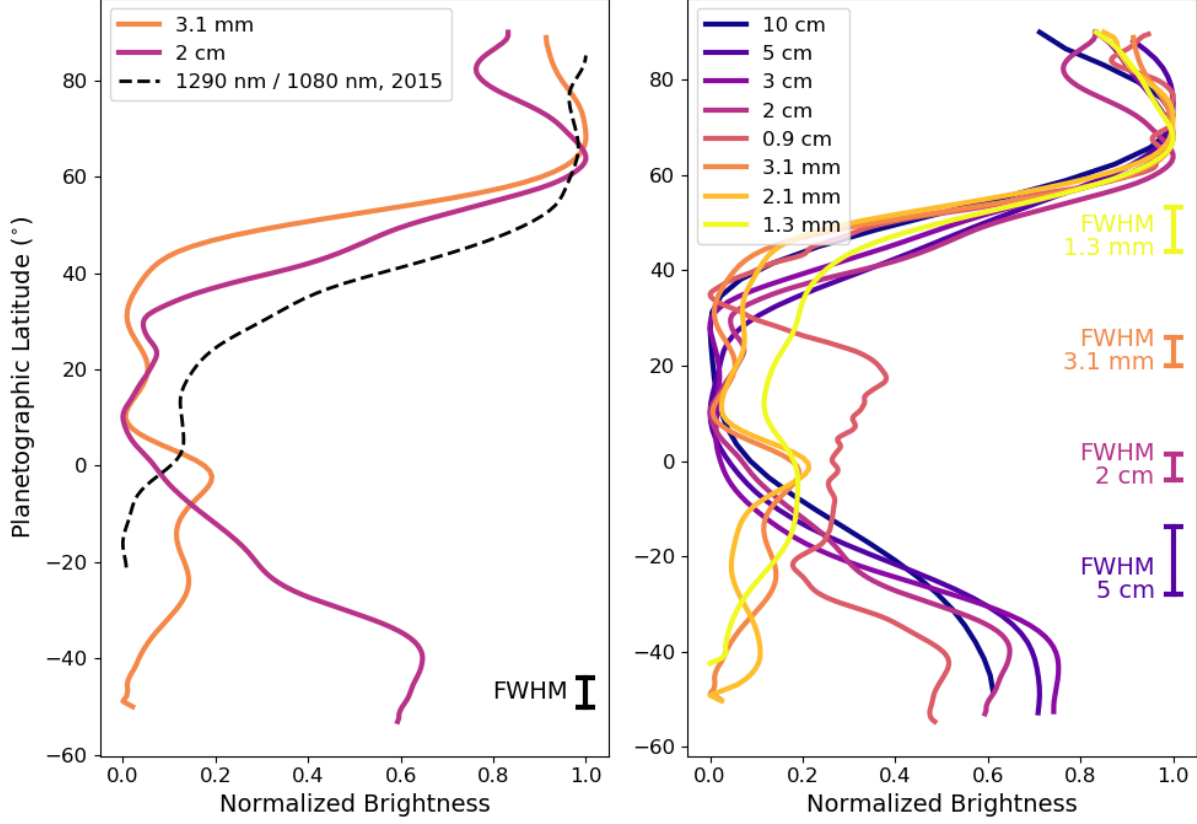 3.1 mm
2 cm
1290 nm / 1080 nm, 2015
Planetographic Latitude (°)
80
60
40
20
0
−20
−40
−60
FWHM
0.0 0.2 0.4 0.6 0.8 1.0
Normalized Brightness
10 cm
5 cm
3 cm
2 cm
0.9 cm
3.1 mm
2.1 mm
1.3 mm
80
60
40
20
0
−20
−40
−60
FWHM
1.3 mm
FWHM
3.1 mm
FWHM
2 cm
FWHM
5 cm
0.0 0.2 0.4 0.6 0.8 1.0
Normalized Brightness